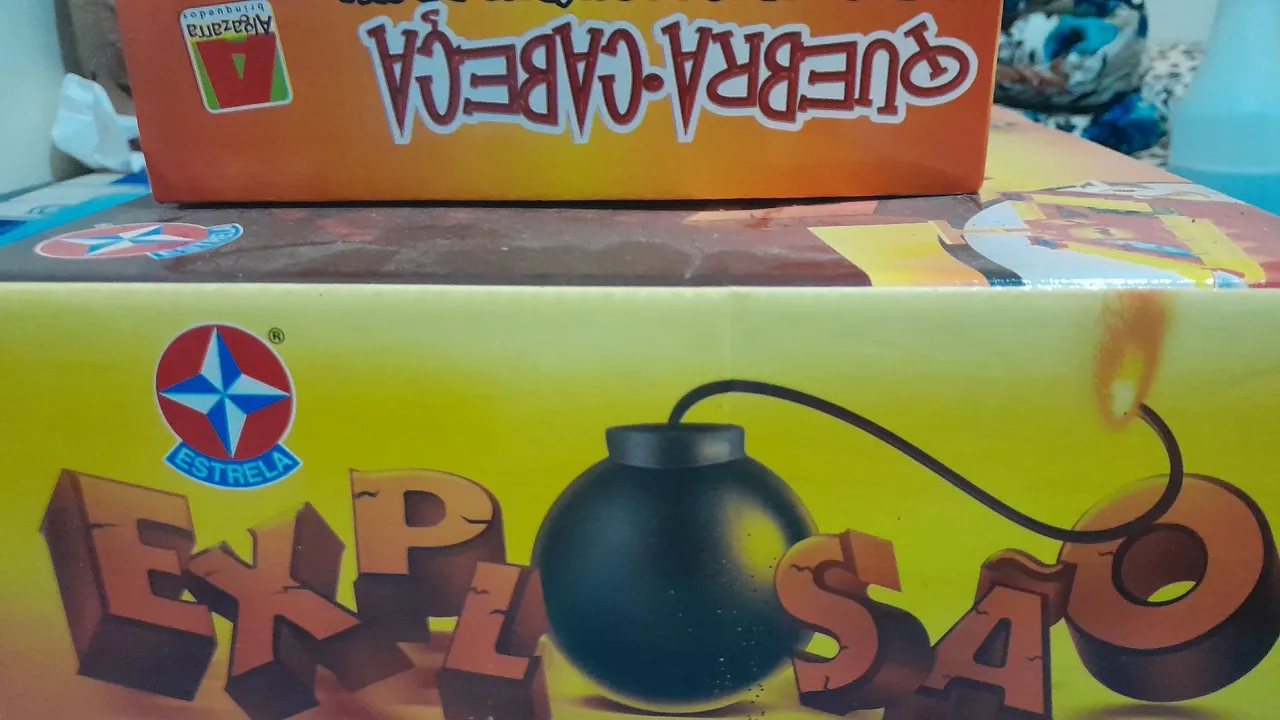 Algazarra
brinquedos
QUEBRA-CABEÇA
®
ESTRELA
EXPLOSÃO